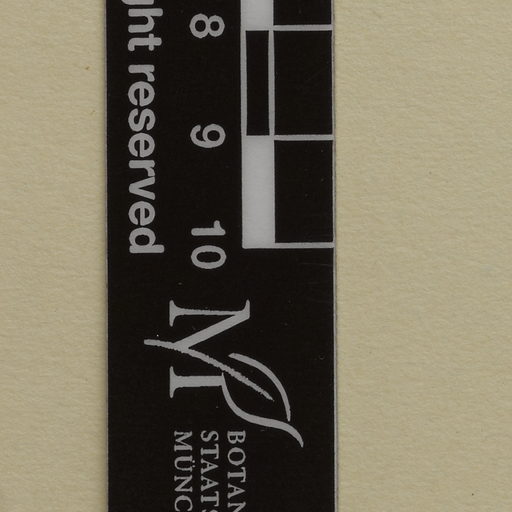 ght reserved
8 9 10
M
BOTAN
STAATS
MÜNC